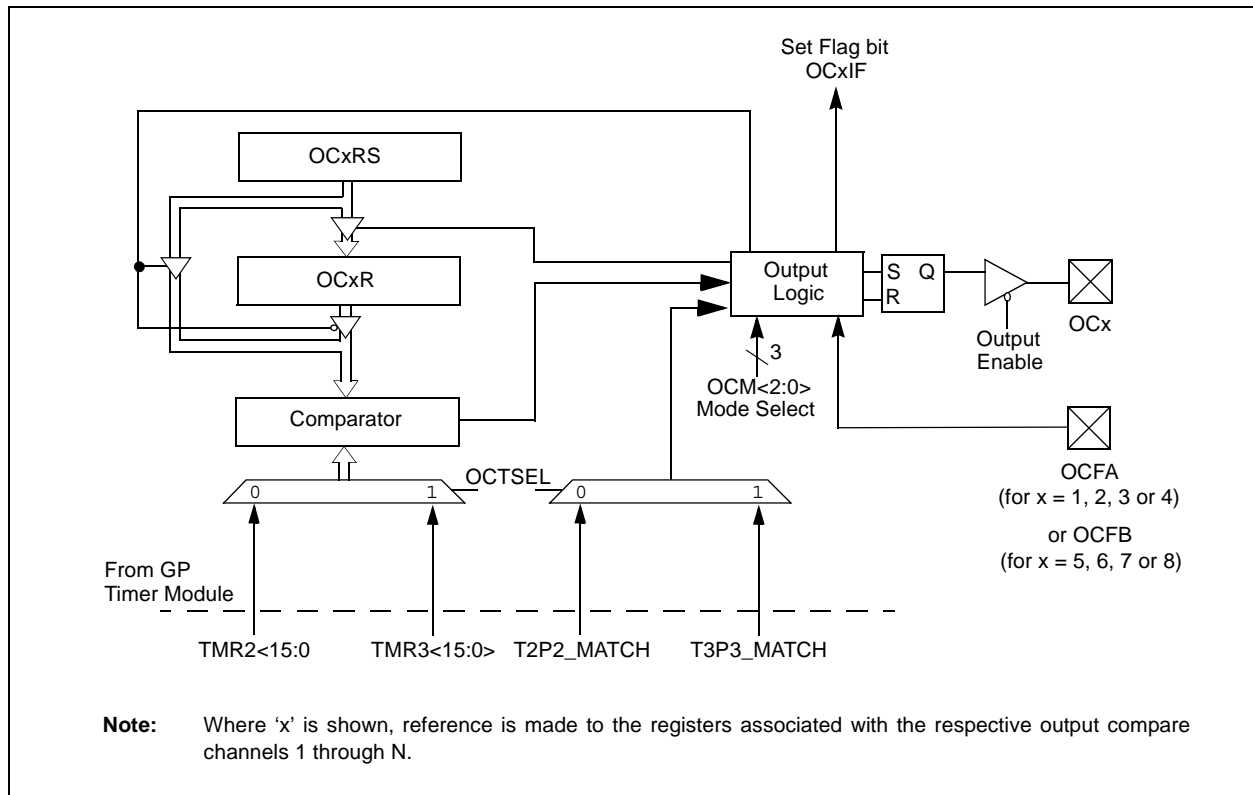 Set Flag bit
OCxIF
OCxRS
OCxR
Output
Logic
S Q
R
OCx
Output
Enable
3
OCM<2:0>
Mode Select
Comparator
OCTSEL
0 1
0 1
OCFA
(for x = 1, 2, 3 or 4)
or OCFB
(for x = 5, 6, 7 or 8)
From GP
Timer Module
TMR2<15:0
TMR3<15:0>
T2P2_MATCH
T3P3_MATCH
Note: Where ‘x’ is shown, reference is made to the registers associated with the respective output compare
channels 1 through N.